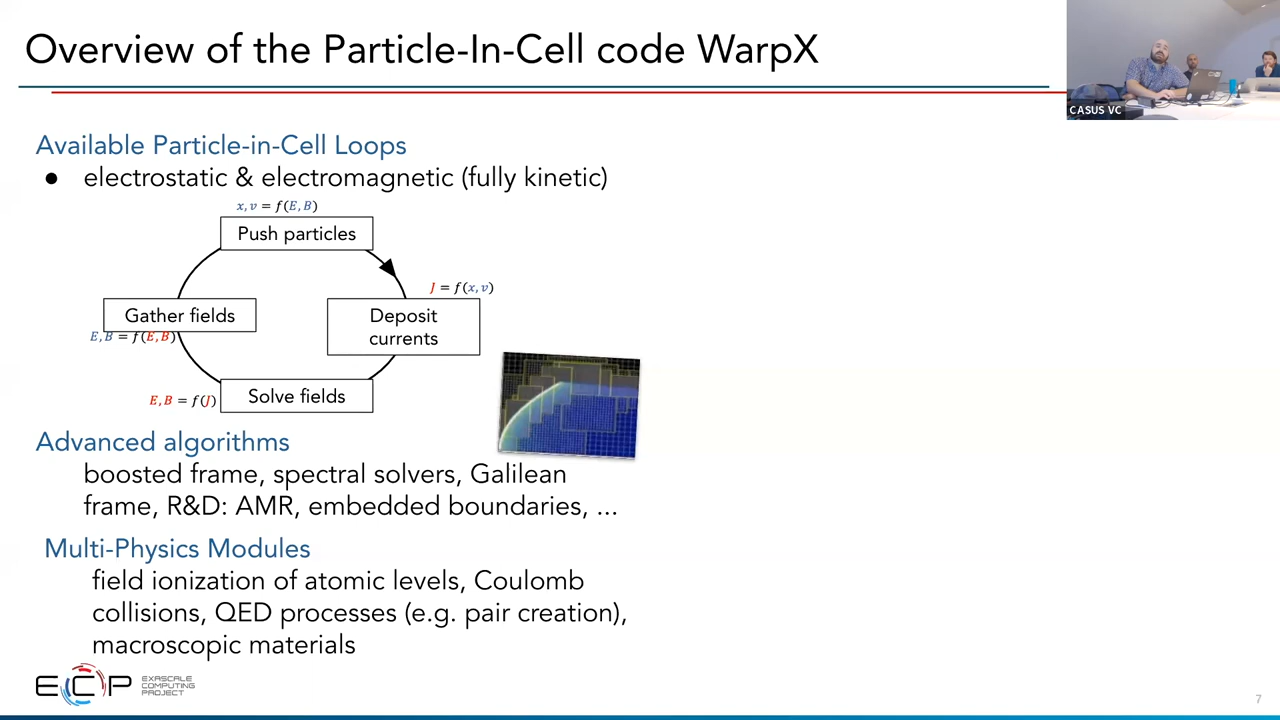 Overview of the Particle-In-Cell code WarpX
CASUS VC
Available Particle-in-Cell Loops
● electrostatic & electromagnetic (fully kinetic)
x, v = f(E, B)
Push particles
J = f(x, v)
Gather fields
Deposit
currents
E, B = f(E, B)
E, B = f(J)
Solve fields
Advanced algorithms
boosted frame, spectral solvers, Galilean
frame, R&D: AMR, embedded boundaries, ...
Multi-Physics Modules
field ionization of atomic levels, Coulomb
collisions, QED processes (e.g. pair creation),
macroscopic materials
ECP
EXASCALE
COMPUTING
PROJECT
7